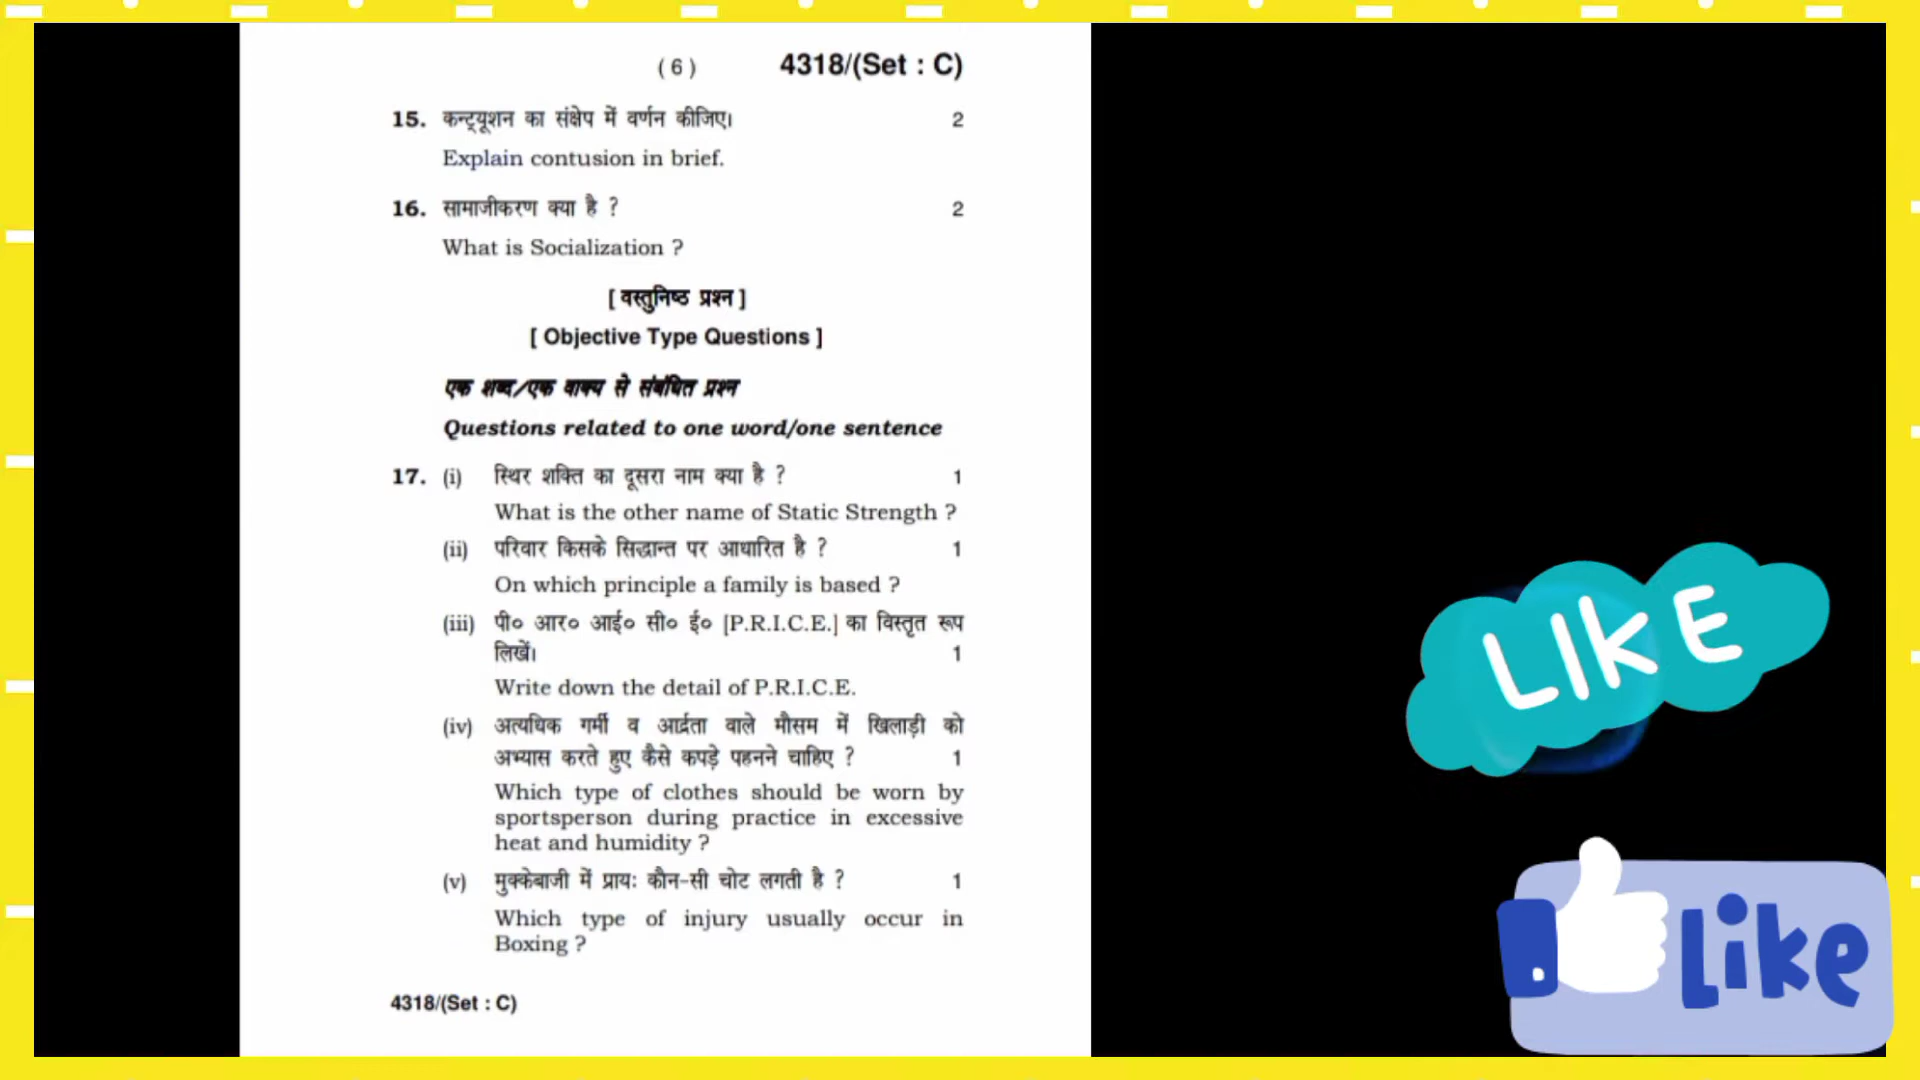 ( 6 ) 4318/(Set : C)
15. कन्ट्यूशन का संक्षेप में वर्णन कीजिए। 2
Explain contusion in brief.
16. सामाजीकरण क्या है ? 2
What is Socialization ?
[ वस्तुनिष्ठ प्रश्न ]
[ Objective Type Questions ]
एक शब्द/एक वाक्य से संबंधित प्रश्न
Questions related to one word/one sentence
17. (i) स्थिर शक्ति का दूसरा नाम क्या है ? 1
What is the other name of Static Strength ?
(ii) परिवार किसके सिद्धान्त पर आधारित है ? 1
On which principle a family is based ?
(iii) पी० आर० आई० सी० ई० [P.R.I.C.E.] का विस्तृत रूप
लिखें। 1
Write down the detail of P.R.I.C.E.
(iv) अत्यधिक गर्मी व आर्द्रता वाले मौसम में खिलाड़ी को
अभ्यास करते हुए कैसे कपड़े पहनने चाहिए ? 1
Which type of clothes should be worn by
sportsperson during practice in excessive
heat and humidity ?
(v) मुक्केबाजी में प्रायः कौन-सी चोट लगती है ? 1
Which type of injury usually occur in
Boxing ?
4318/(Set : C)
LIKE
Like